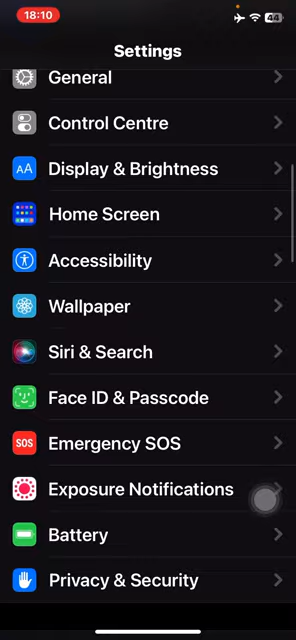 18:10
44
Settings
General
Control Centre
AA
Display & Brightness
Home Screen
Accessibility
Wallpaper
Siri & Search
Face ID & Passcode
SOS
Emergency SOS
Exposure Notifications
Battery
Privacy & Security